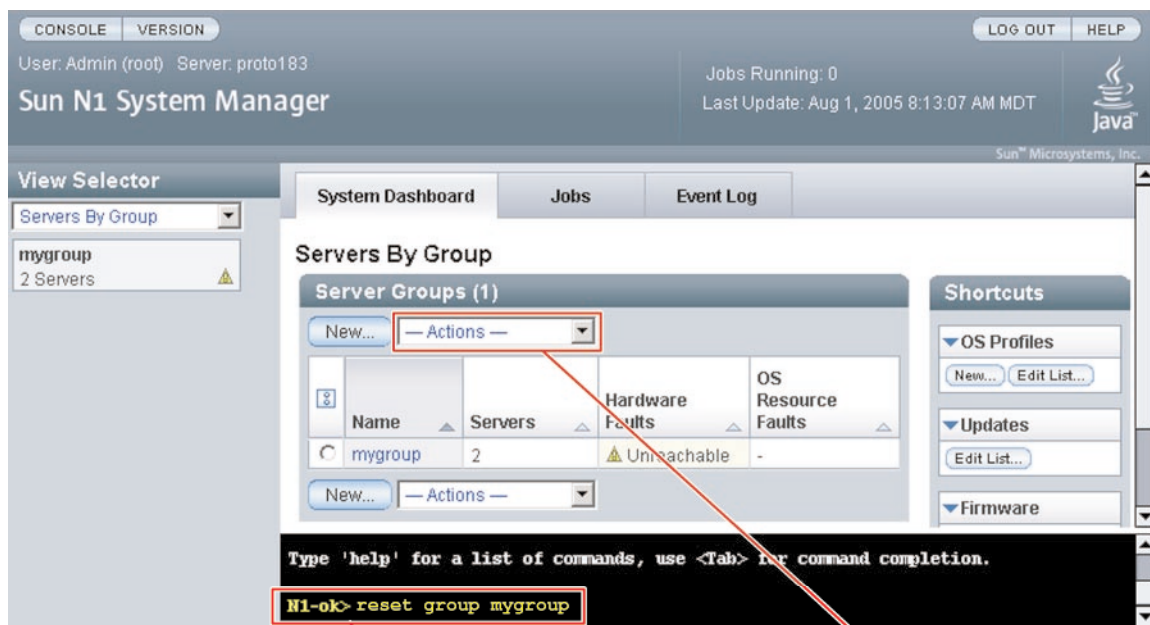 CONSOLE VERSION
LOG OUT HELP
User: Admin (root) Server: proto183
Sun N1 System Manager
Jobs Running: 0
Last Update: Aug 1, 2005 8:13:07 AM MDT
Java™
Sun™ Microsystems, Inc.
View Selector
Servers By Group
mygroup
2 Servers
System Dashboard
Jobs
Event Log
Servers By Group
Server Groups (1)
New...
— Actions —
Name
Servers
Hardware Faults
OS Resource Faults
mygroup
2
Unreachable
-
New...
— Actions —
Shortcuts
OS Profiles
New... Edit List...
Updates
Edit List...
Firmware
Type 'help' for a list of commands, use <Tab> for command completion.
N1-ok> reset group mygroup